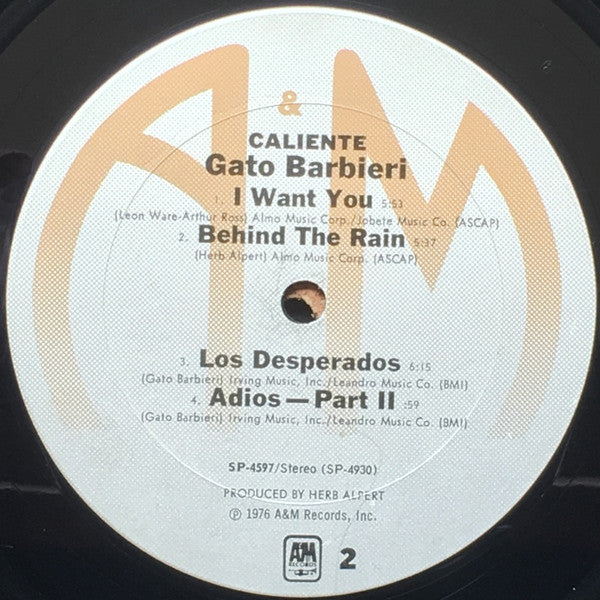 A&M
CALIENTE
Gato Barbieri
1. I Want You 5:53
(Leon Ware-Arthur Ross) Almo Music Corp./Jobete Music Co. (ASCAP)
2. Behind The Rain 5:37
(Herb Alpert) Almo Music Corp. (ASCAP)
3. Los Desperados 6:15
(Gato Barbieri) Irving Music, Inc./Leandro Music Co. (BMI)
4. Adios — Part II :59
(Gato Barbieri) Irving Music, Inc./Leandro Music Co. (BMI)
SP-4597/Stereo (SP-4930)
PRODUCED BY HERB ALPERT
℗ 1976 A&M Records, Inc.
A&M RECORDS 2